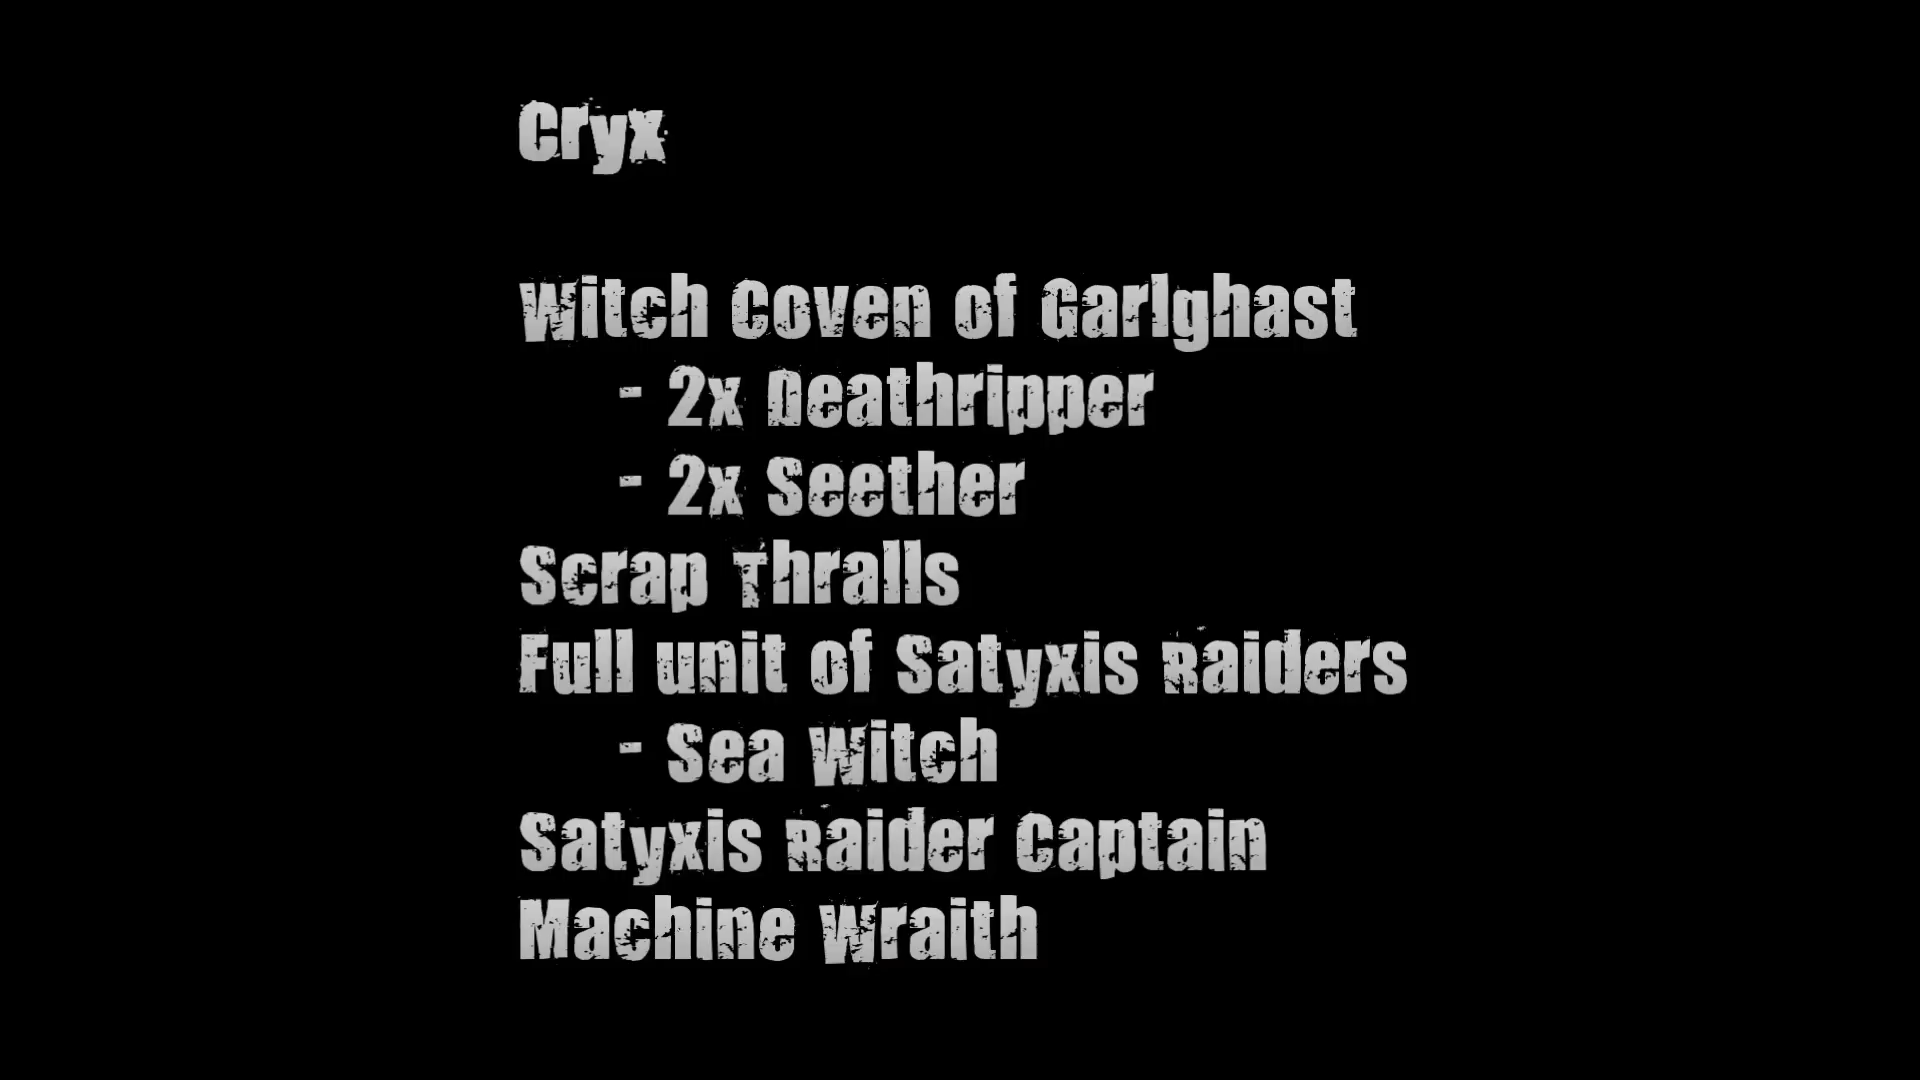 Cryx
Witch Coven of Garlghast
- 2x Deathripper
- 2x Seether
Scrap Thralls
Full unit of Satyxis Raiders
- Sea Witch
Satyxis Raider Captain
Machine Wraith